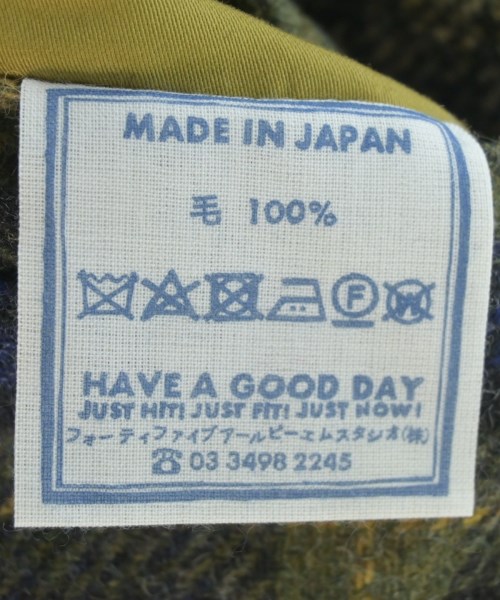 MADE IN JAPAN
毛 100%
F W
HAVE A GOOD DAY
JUST HIT! JUST FIT! JUST NOW!
フォーティファイブアールピーエムスタジオ(株)
☎ 03 3498 2245